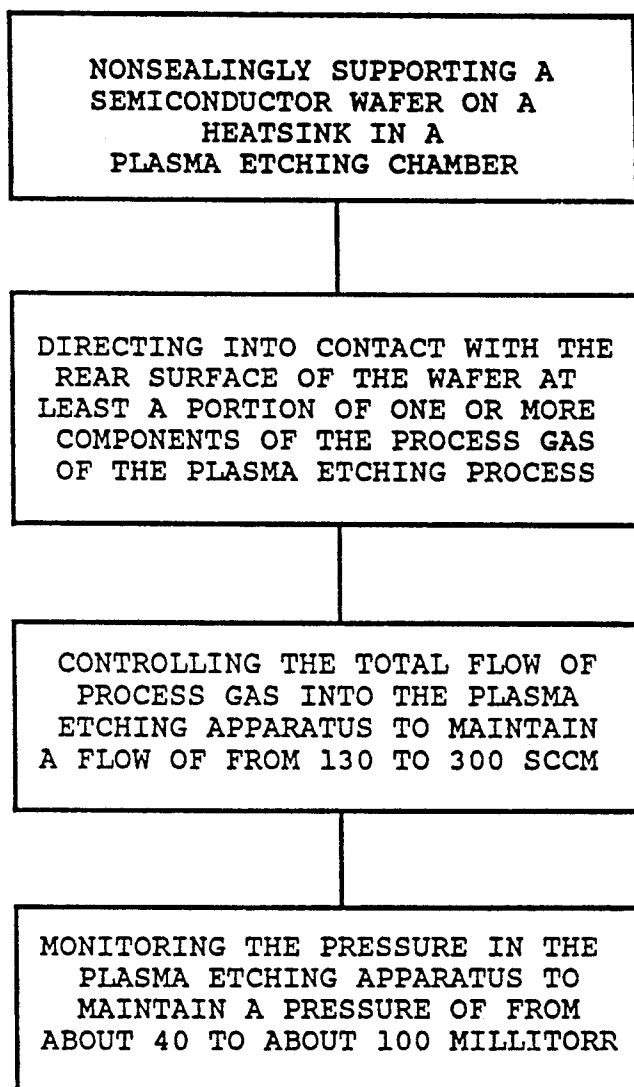 NONSEALINGLY SUPPORTING A
SEMICONDUCTOR WAFER ON A
HEATSINK IN A
PLASMA ETCHING CHAMBER
DIRECTING INTO CONTACT WITH THE
REAR SURFACE OF THE WAFER AT
LEAST A PORTION OF ONE OR MORE
COMPONENTS OF THE PROCESS GAS
OF THE PLASMA ETCHING PROCESS
CONTROLLING THE TOTAL FLOW OF
PROCESS GAS INTO THE PLASMA
ETCHING APPARATUS TO MAINTAIN
A FLOW OF FROM 130 TO 300 SCCM
MONITORING THE PRESSURE IN THE
PLASMA ETCHING APPARATUS TO
MAINTAIN A PRESSURE OF FROM
ABOUT 40 TO ABOUT 100 MILLITORR